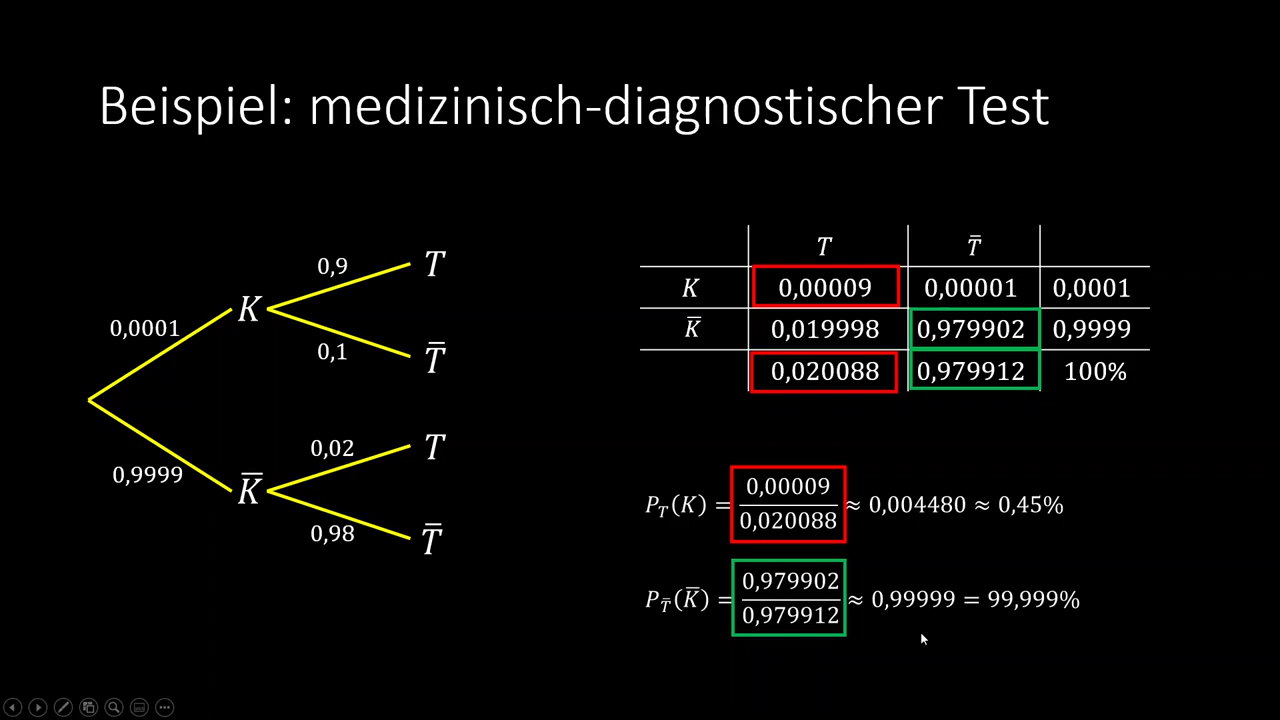 Beispiel: medizinisch-diagnostischer Test
0,9
T
K
0,0001
0,1
T̅
0,02
T
0,9999
K̅
0,98
T̅
T T̅
K 0,00009 0,00001 0,0001
K̅ 0,019998 0,979902 0,9999
0,020088 0,979912 100%
P_T(K) = 0,00009 / 0,020088 ≈ 0,004480 ≈ 0,45%
P_T̅(K̅) = 0,979902 / 0,979912 ≈ 0,99999 = 99,999%